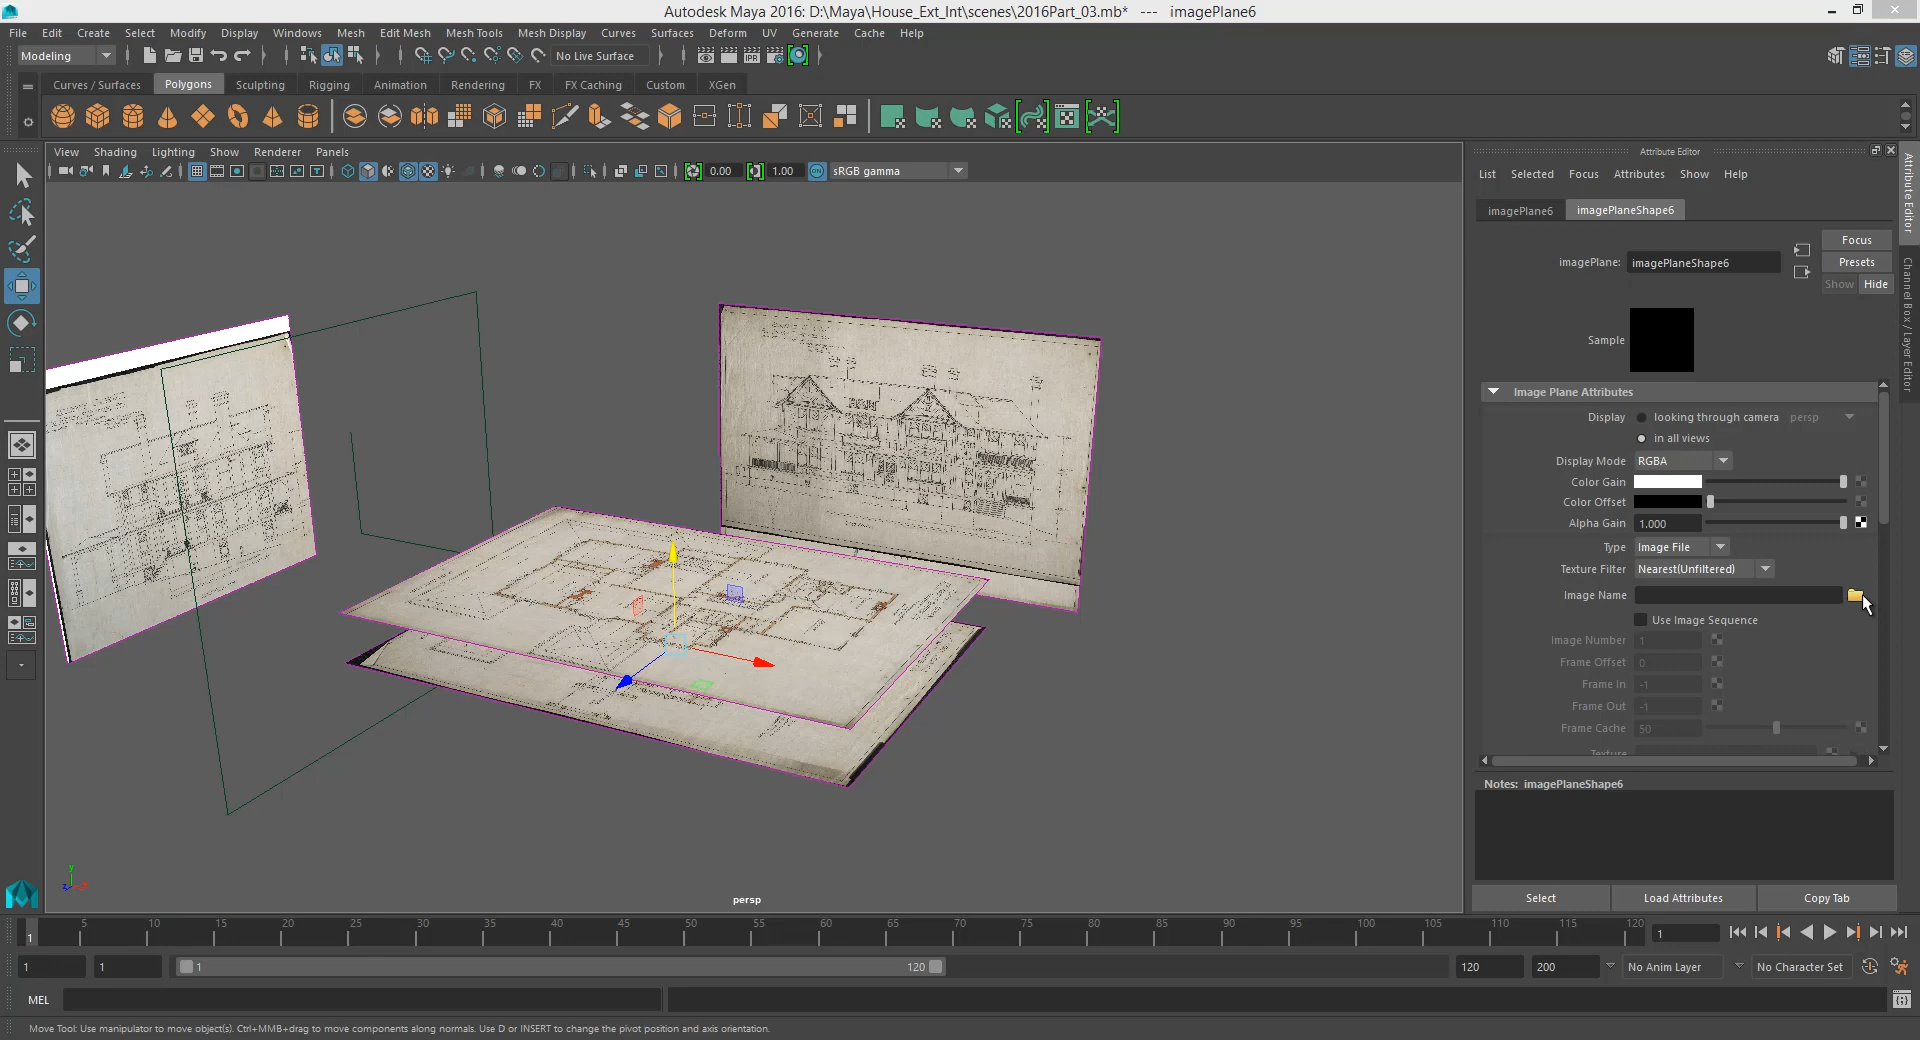 Autodesk Maya 2016: D:\Maya\House_Ext_Int\scenes\2016Part_03.mb*   ---   imagePlane6
File Edit Create Select Modify Display Windows Mesh Edit Mesh Mesh Tools Mesh Display Curves Surfaces Deform UV Generate Cache Help
Modeling
No Live Surface
IPR
Curves / Surfaces Polygons Sculpting Rigging Animation Rendering FX FX Caching Custom XGen
View Shading Lighting Show Renderer Panels
0.00
1.00
ON
sRGB gamma
persp
Attribute Editor
List Selected Focus Attributes Show Help
imagePlane6 imagePlaneShape6
imagePlane: imagePlaneShape6
Focus
Presets
Show Hide
Sample
Image Plane Attributes
Display looking through camera persp
in all views
Display Mode RGBA
Color Gain
Color Offset
Alpha Gain 1.000
Type Image File
Texture Filter Nearest(Unfiltered)
Image Name
Use Image Sequence
Image Number 1
Frame Offset 0
Frame In -1
Frame Out -1
Frame Cache 50
Texture
Notes: imagePlaneShape6
Select Load Attributes Copy Tab
Attribute Editor
Channel Box / Layer Editor
1 5 10 15 20 25 30 35 40 45 50 55 60 65 70 75 80 85 90 95 100 105 110 115 120
1
1 1 1 120 120 200 No Anim Layer No Character Set
MEL
Move Tool: Use manipulator to move object(s). Ctrl+MMB+drag to move components along normals. Use D or INSERT to change the pivot position and axis orientation.